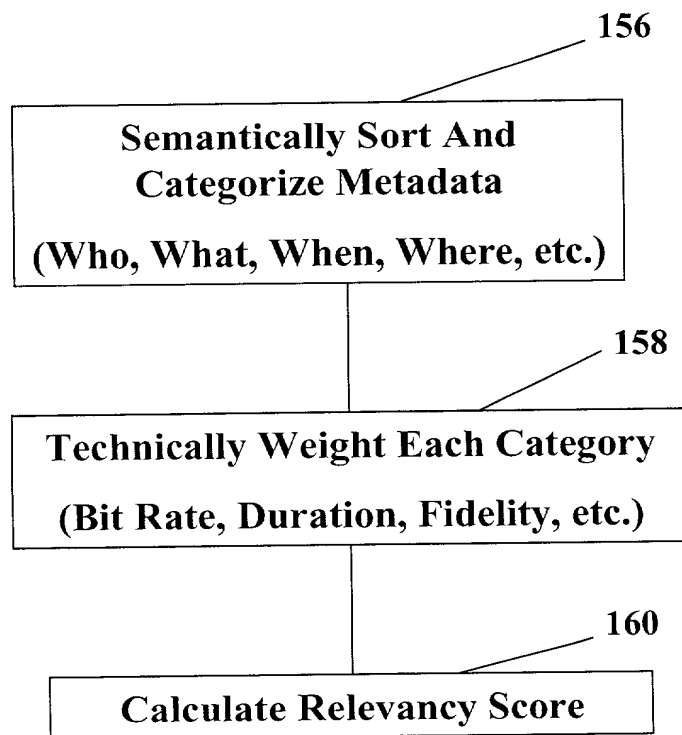 156
Semantically Sort And
Categorize Metadata
(Who, What, When, Where, etc.)
158
Technically Weight Each Category
(Bit Rate, Duration, Fidelity, etc.)
160
Calculate Relevancy Score